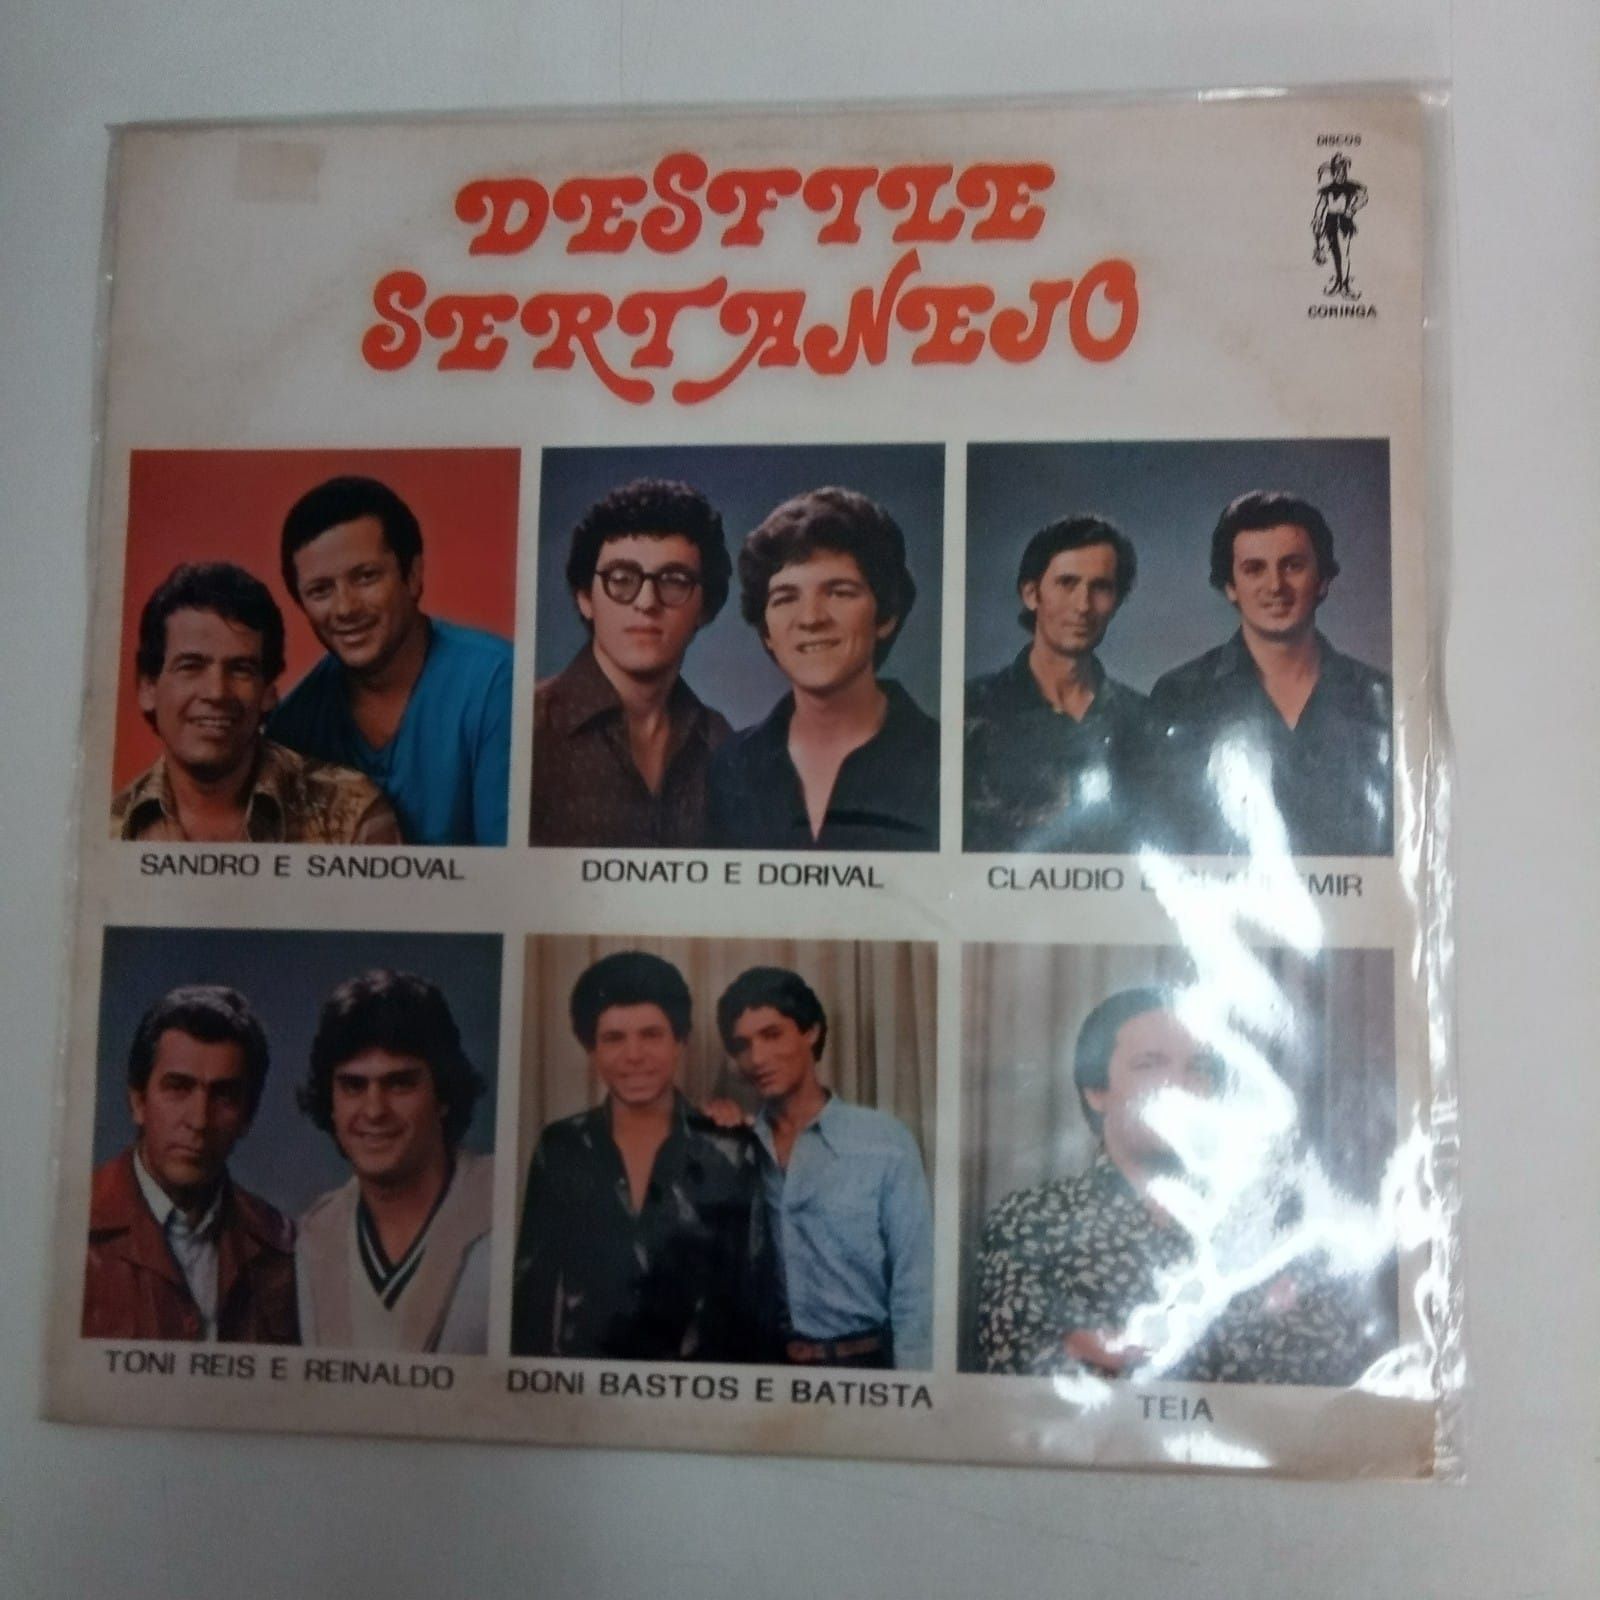 DISCOS
DESFILE
SERTANEJO
CORINGA
SANDRO E SANDOVAL
DONATO E DORIVAL
CLAUDIO E
TONI REIS E REINALDO
DONI BASTOS E BATISTA
TEIA